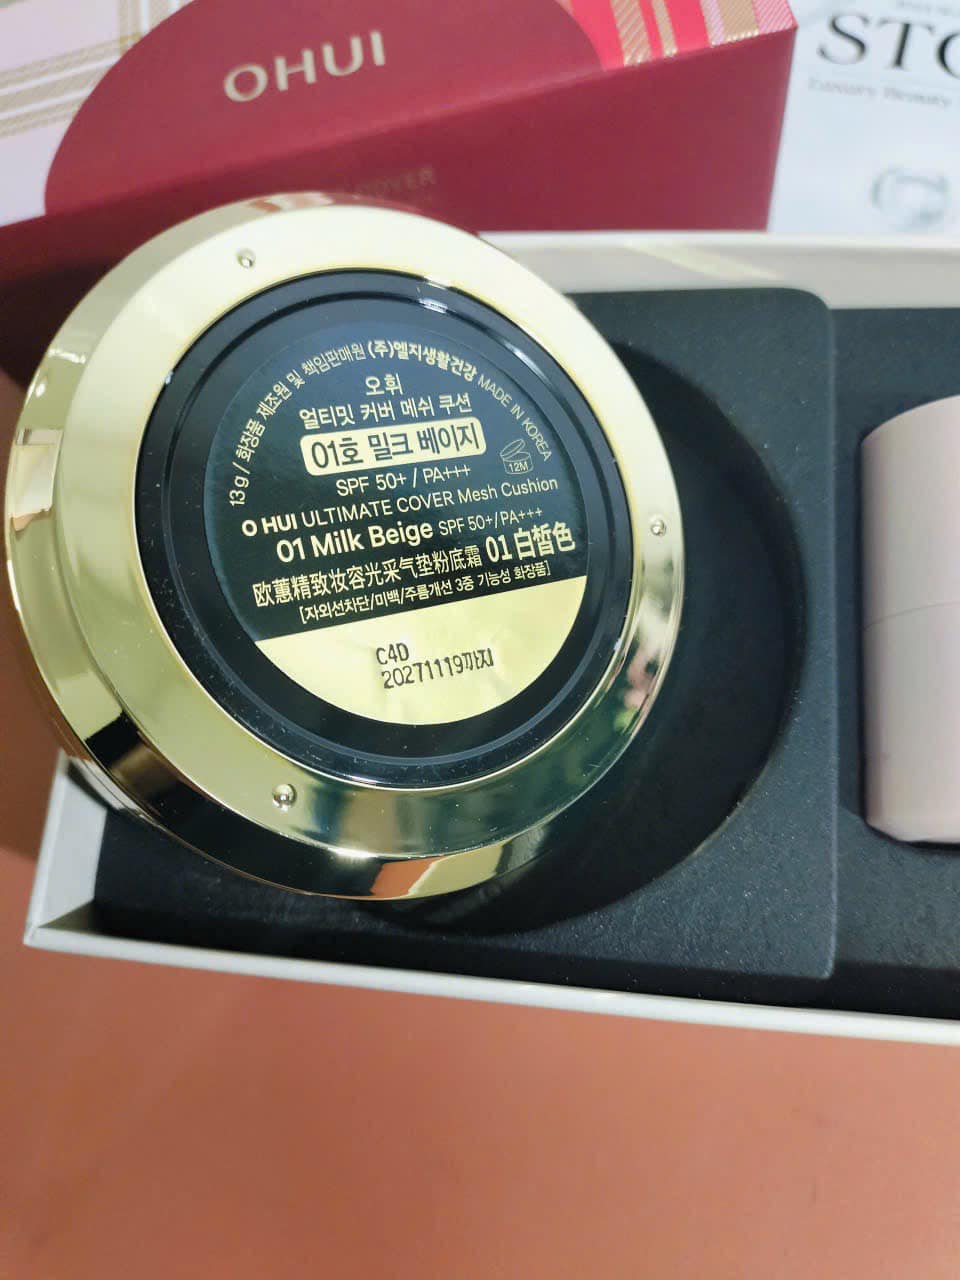 OHUI
COVER
STO
Luxury Beauty
13g / 화장품 제조원 및 책임판매원 (주)엘지생활건강 MADE IN KOREA
오휘
얼티밋 커버 메쉬 쿠션
01호 밀크 베이지
12M
SPF 50+ / PA+++
O HUI ULTIMATE COVER Mesh Cushion
01 Milk Beige SPF 50+/PA+++
欧蕙精致妆容光采气垫粉底霜 01 白皙色
[자외선차단/미백/주름개선 3중 기능성 화장품]
C4D
20271119까지